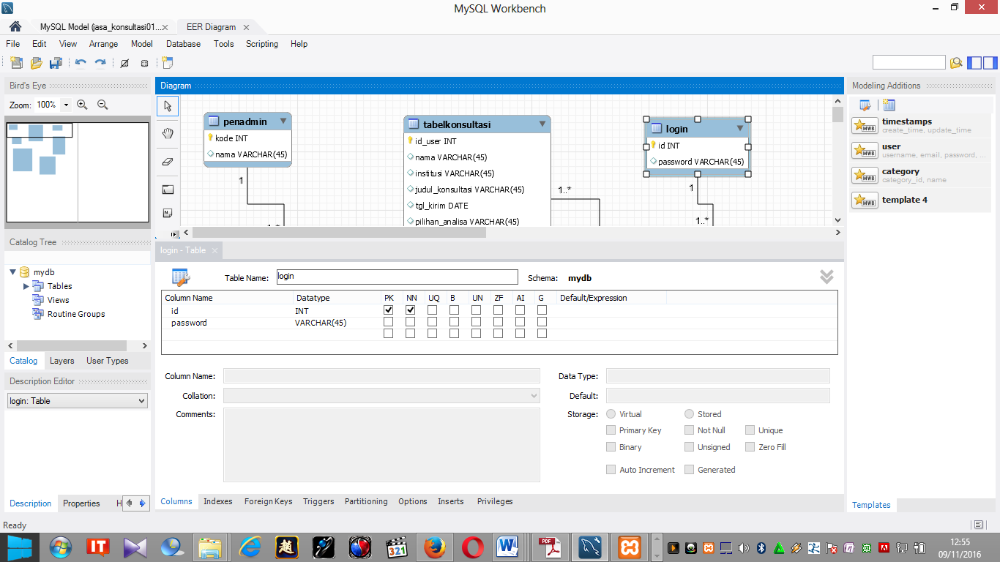 MySQL Workbench
MySQL Model (jasa_konsultasi01... EER Diagram
File Edit View Arrange Model Database Tools Scripting Help
Bird's Eye
Zoom: 100%
Diagram
penadmin
kode INT
nama VARCHAR(45)
1
tabelkonsultasi
id_user INT
nama VARCHAR(45)
institusi VARCHAR(45)
judul_konsultasi VARCHAR(45)
tgl_kirim DATE
pilihan_analisa VARCHAR(45)
1..*
login
id INT
password VARCHAR(45)
1
1..*
Modeling Additions
timestamps
create_time, update_time
user
username, email, password, ...
category
category_id, name
template 4
Templates
Catalog Tree
mydb
Tables
Views
Routine Groups
Catalog Layers User Types
Description Editor
login: Table
Description Properties H
login - Table
Table Name: login Schema: mydb
Column Name Datatype PK NN UQ B UN ZF AI G Default/Expression
id INT
password VARCHAR(45)
Column Name: Data Type:
Collation: Default:
Comments: Storage: Virtual Stored
Primary Key Not Null Unique
Binary Unsigned Zero Fill
Auto Increment Generated
Columns Indexes Foreign Keys Triggers Partitioning Options Inserts Privileges
Ready
IT
321
PDF
12:55
09/11/2016